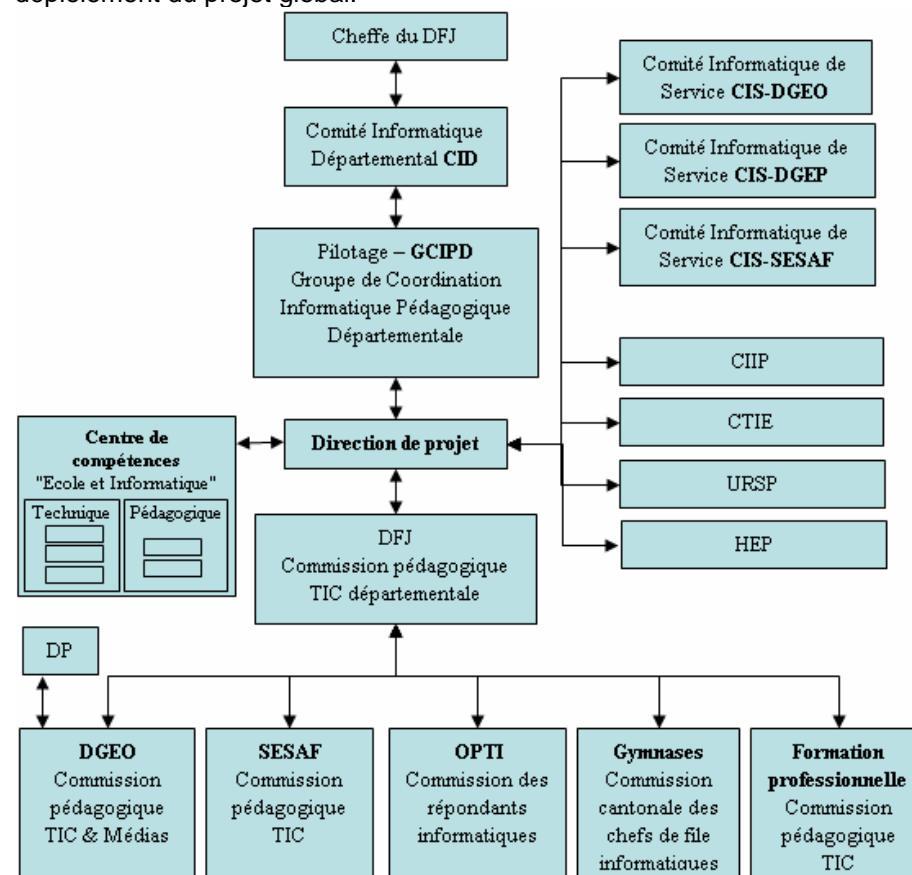 déploiement du projet global.
Cheffe du DFJ
Comité Informatique
Départemental CID
Pilotage – GCIPD
Groupe de Coordination
Informatique Pédagogique
Départementale
Comité Informatique de
Service CIS-DGEO
Comité Informatique de
Service CIS-DGEP
Comité Informatique de
Service CIS-SESAF
CIIP
CTIE
URSP
HEP
Centre de
compétences
"Ecole et Informatique"
Technique
Pédagogique
Direction de projet
DFJ
Commission pédagogique
TIC départementale
DP
DGEO
Commission
pédagogique
TIC & Médias
SESAF
Commission
pédagogique
TIC
OPTI
Commission des
répondants
informatiques
Gymnases
Commission
cantonale des
chefs de file
informatiques
Formation
professionnelle
Commission
pédagogique
TIC